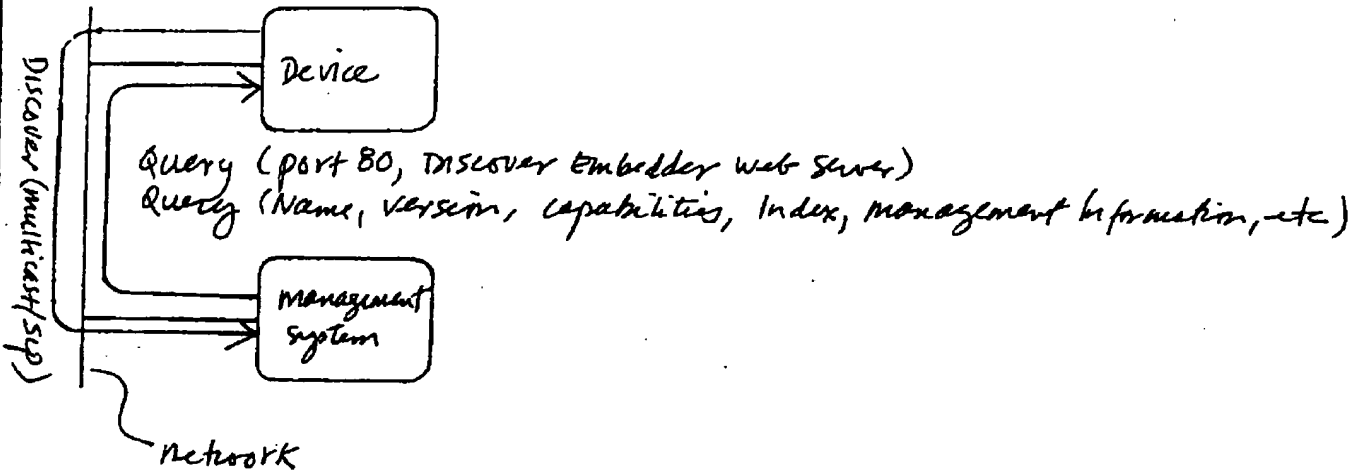 Device
Discover (multicast/SLP)
Query (port 80, Discover Embedder web server)
Query (Name, version, capabilities, Index, management information, etc)
management
system
network